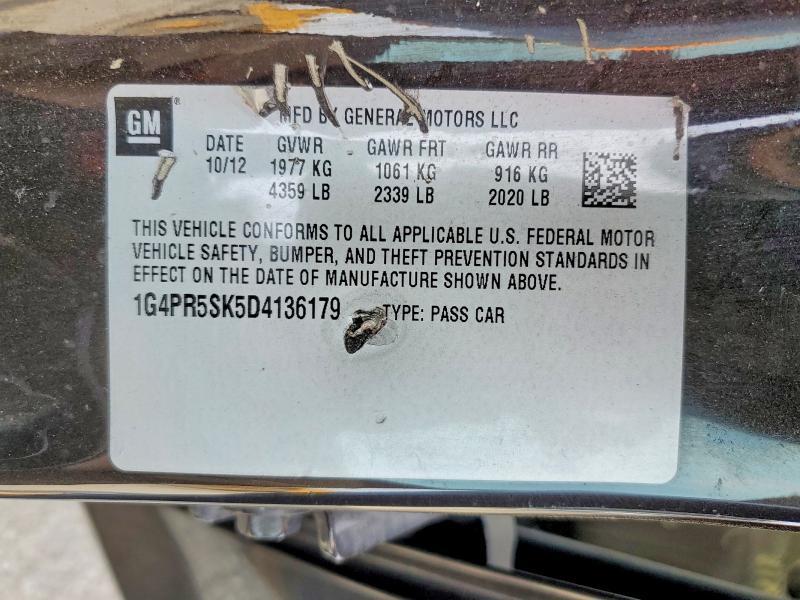 GM
MFD BY GENERAL MOTORS LLC
DATE GVWR GAWR FRT GAWR RR
10/12 1977 KG 1061 KG 916 KG
4359 LB 2339 LB 2020 LB
THIS VEHICLE CONFORMS TO ALL APPLICABLE U.S. FEDERAL MOTOR
VEHICLE SAFETY, BUMPER, AND THEFT PREVENTION STANDARDS IN
EFFECT ON THE DATE OF MANUFACTURE SHOWN ABOVE.
1G4PR5SK5D4136179 TYPE: PASS CAR